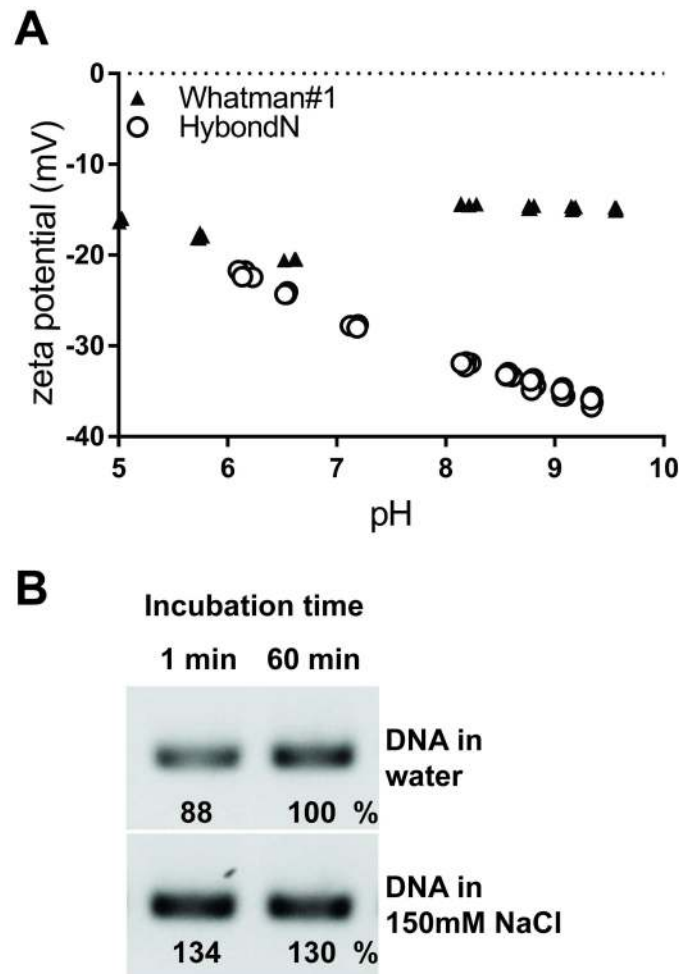 A
0
-10
-20
-30
-40
zeta potential (mV)
Whatman#1
HybondN
5 6 7 8 9 10
pH
B
Incubation time
1 min 60 min
DNA in
water
88 100 %
DNA in
150mM NaCl
134 130 %